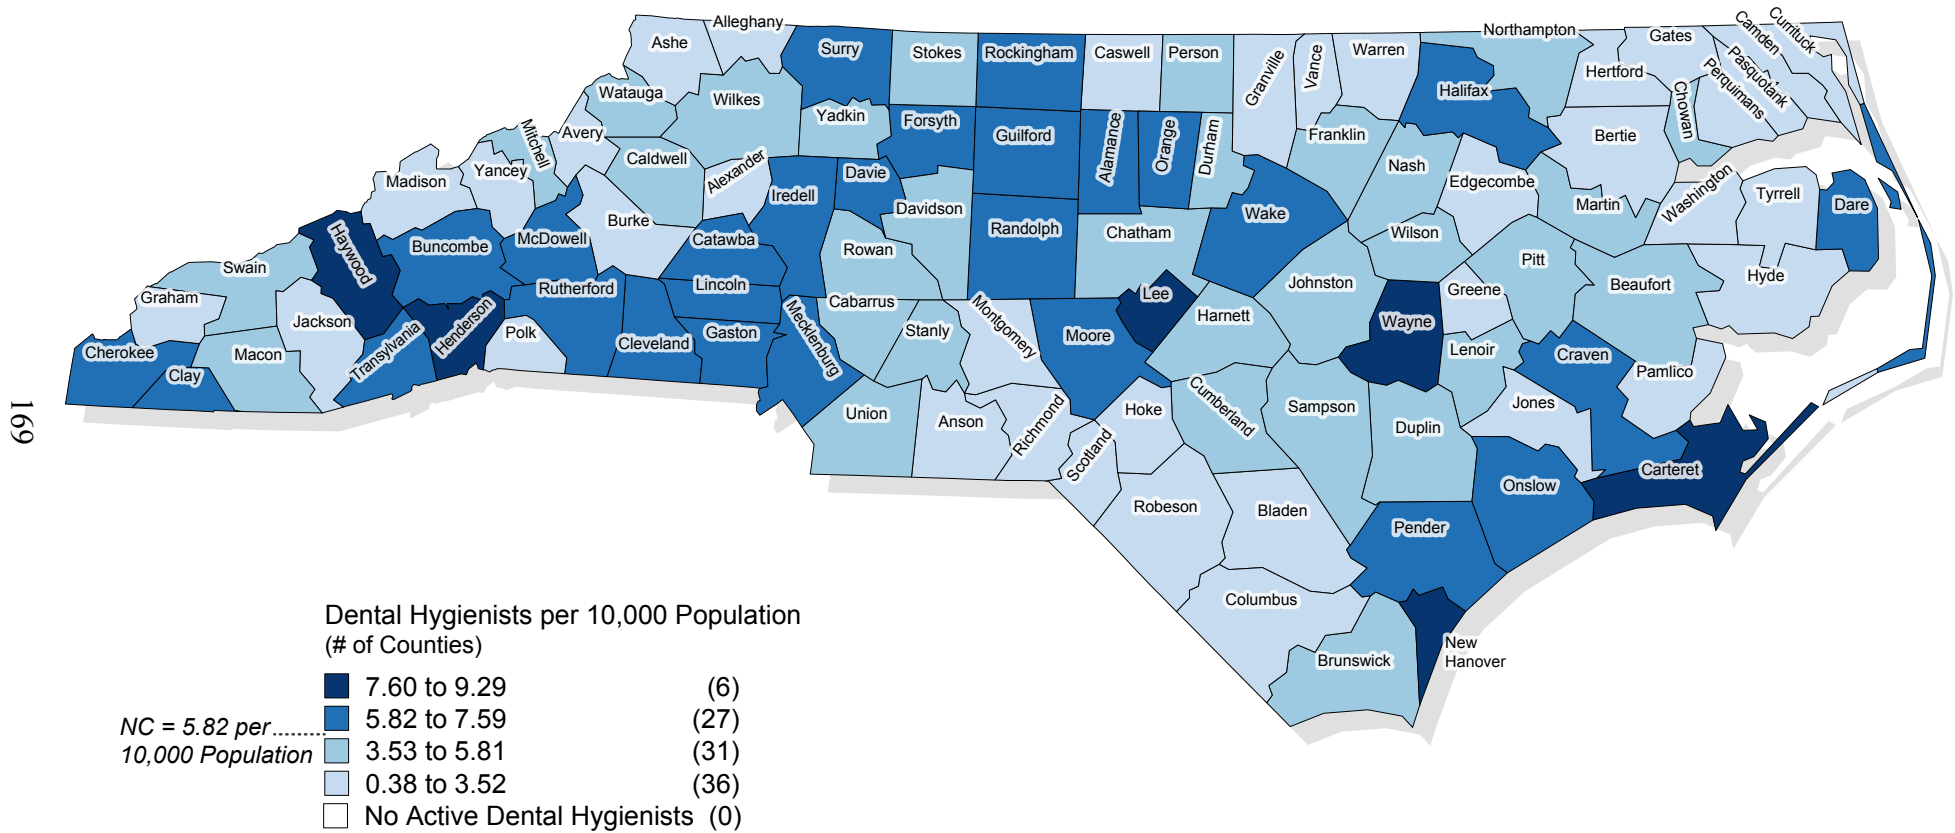 Alleghany
Ashe
Surry
Stokes
Rockingham
Caswell
Person
Granville
Vance
Warren
Northampton
Gates
Camden
Currituck
Pasquotank
Perquimans
Hertford
Halifax
Watauga
Wilkes
Yadkin
Forsyth
Guilford
Alamance
Orange
Durham
Franklin
Nash
Bertie
Chowan
Mitchell
Avery
Caldwell
Alexander
Iredell
Davie
Edgecombe
Martin
Washington
Tyrrell
Dare
Madison
Yancey
Burke
Davidson
Randolph
Chatham
Wake
Wilson
Haywood
Buncombe
McDowell
Catawba
Rowan
Pitt
Beaufort
Hyde
Swain
Graham
Rutherford
Lincoln
Cabarrus
Lee
Johnston
Greene
Jackson
Transylvania
Henderson
Polk
Cleveland
Gaston
Mecklenburg
Stanly
Montgomery
Moore
Harnett
Wayne
Lenoir
Craven
Pamlico
Cherokee
Clay
Macon
Union
Anson
Richmond
Scotland
Hoke
Cumberland
Sampson
Duplin
Jones
Carteret
Onslow
Robeson
Bladen
Pender
Columbus
Brunswick
New
Hanover
169
Dental Hygienists per 10,000 Population
(# of Counties)
7.60 to 9.29 (6)
5.82 to 7.59 (27)
3.53 to 5.81 (31)
0.38 to 3.52 (36)
No Active Dental Hygienists (0)
NC = 5.82 per ........
10,000 Population